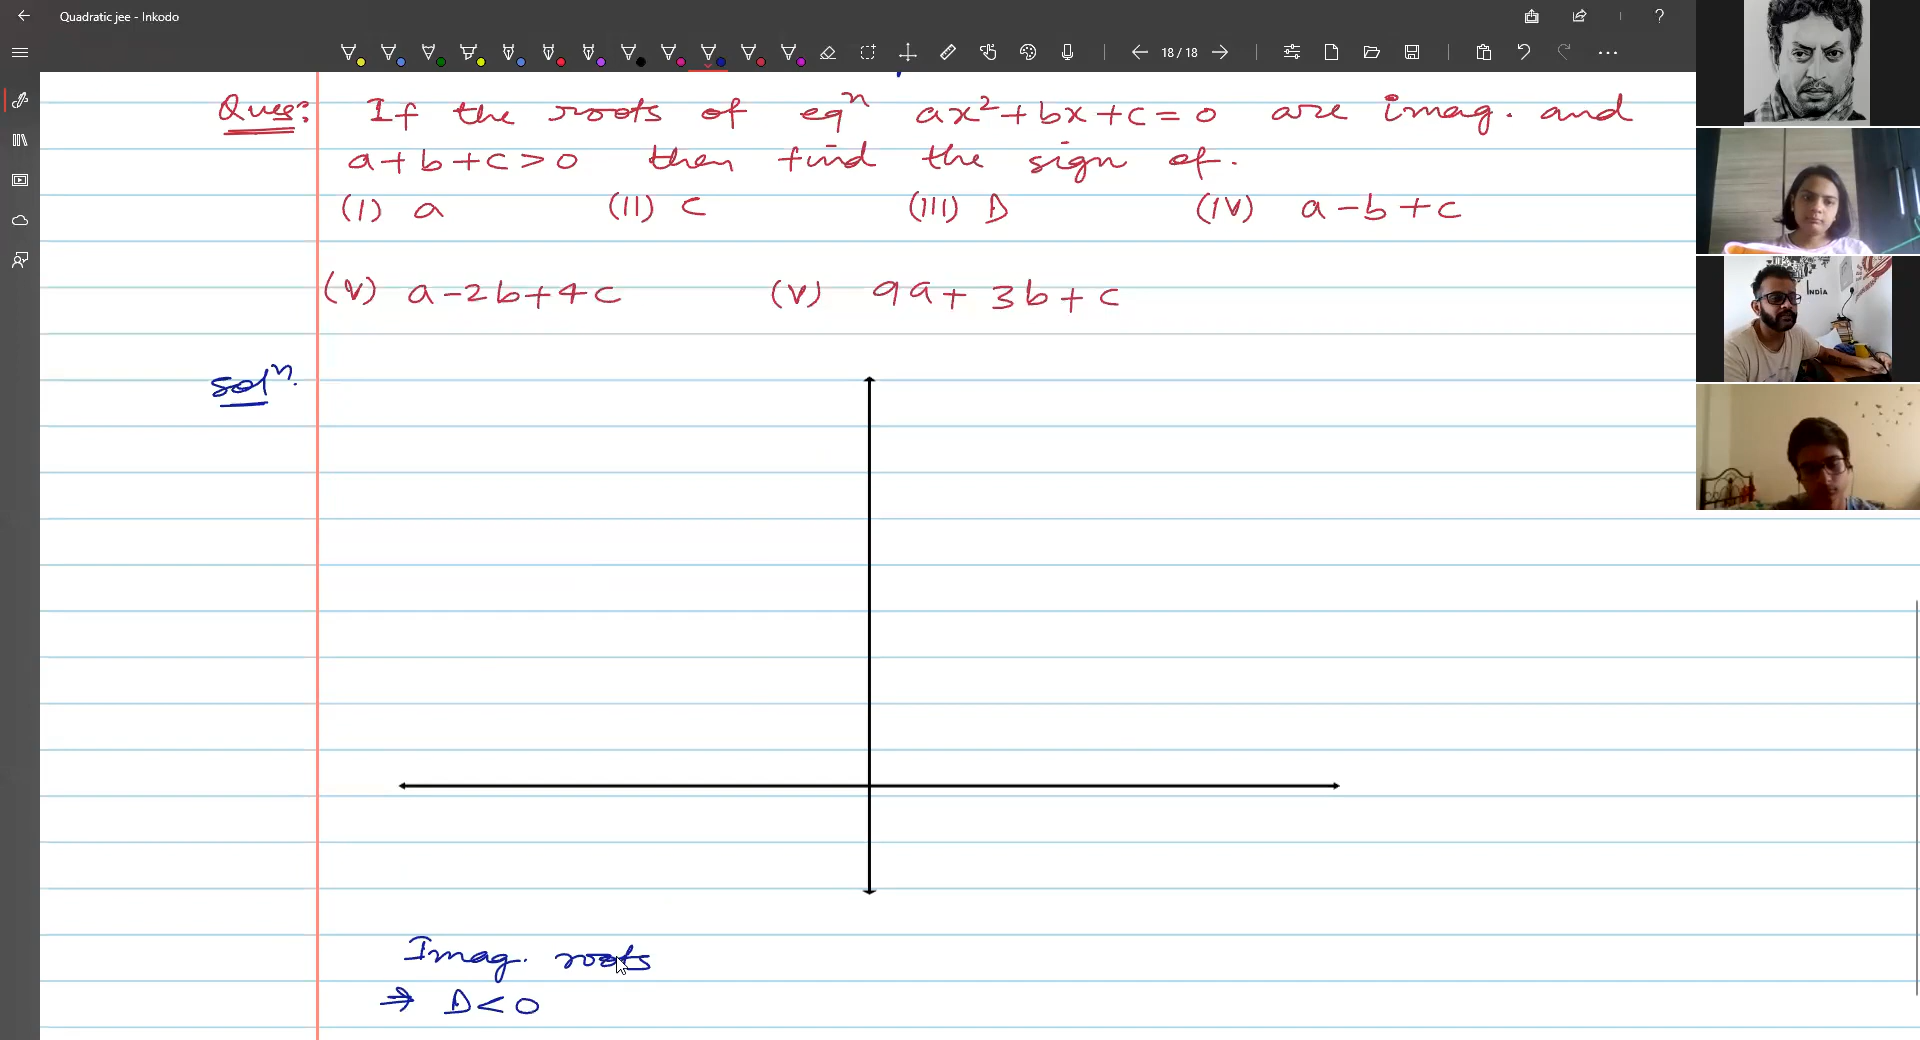 Quadratic jee - Inkodo
18 / 18
Ques: If the roots of eqⁿ ax²+bx+c=0 are imag. and
a+b+c>0 then find the sign of.
(I) a (II) c (III) D (IV) a-b+c
(V) a-2b+4c (V) 9a+3b+c
INDIA
solⁿ.
Imag. roots
⇒ D<0